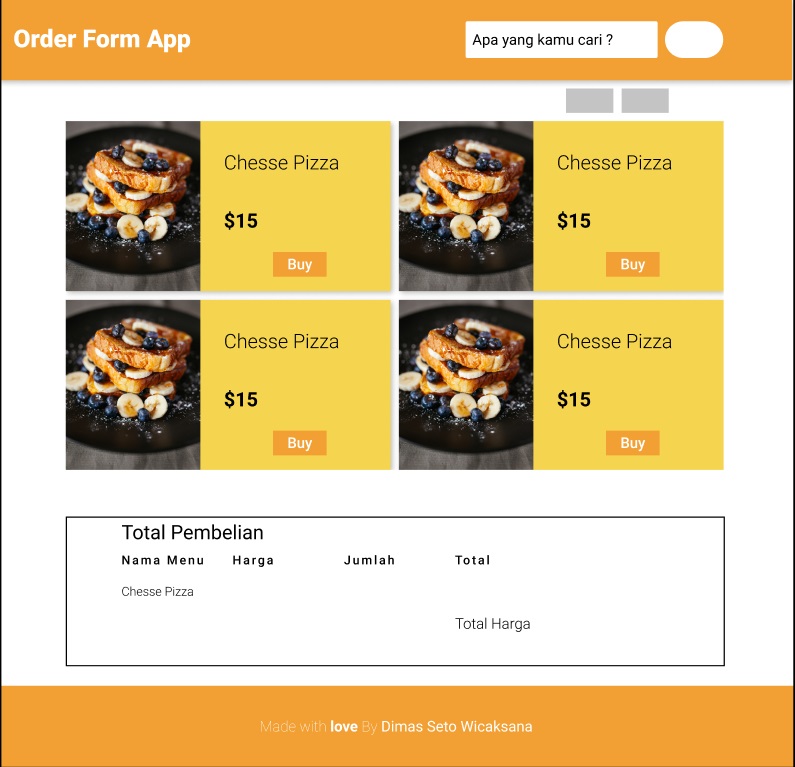 Order Form App
Apa yang kamu cari ?
Chesse Pizza
$15
Buy
Chesse Pizza
$15
Buy
Chesse Pizza
$15
Buy
Chesse Pizza
$15
Buy
Total Pembelian
Nama Menu Harga Jumlah Total
Chesse Pizza
Total Harga
Made with love By Dimas Seto Wicaksana